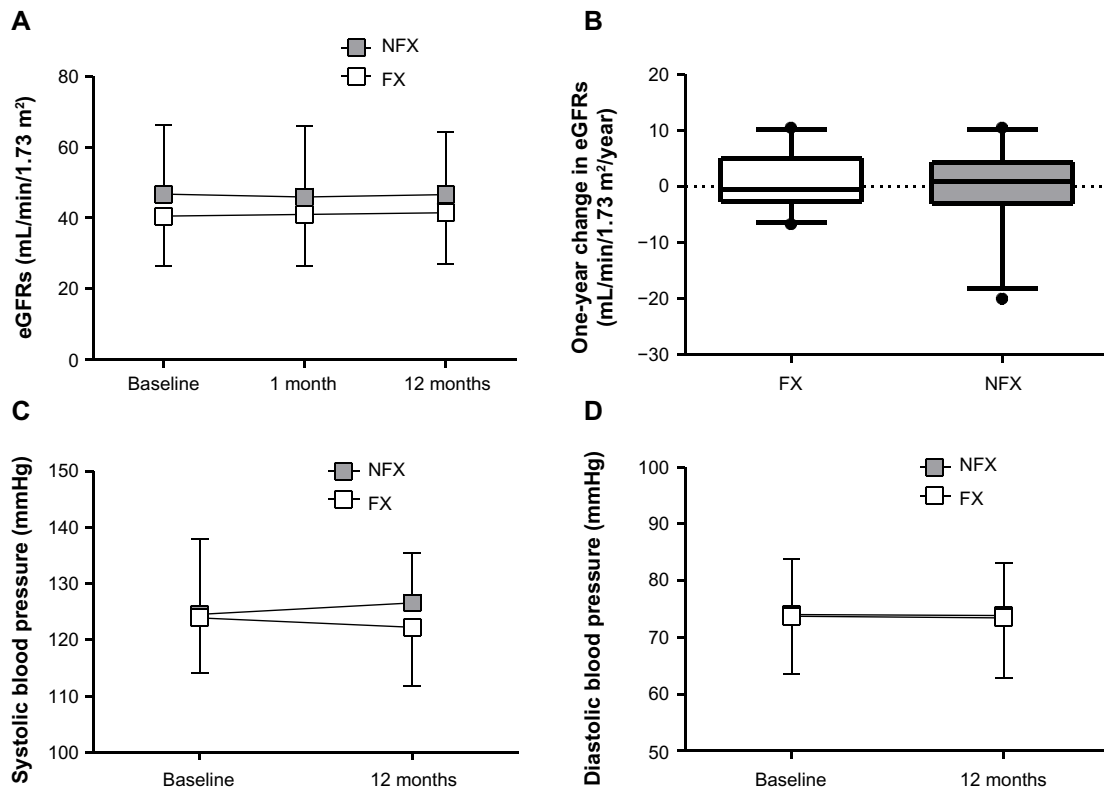 A
NFX
FX
eGFRs (mL/min/1.73 m²)
80
60
40
20
0
Baseline
1 month
12 months
B
One-year change in eGFRs
(mL/min/1.73 m²/year)
20
10
0
−10
−20
−30
FX
NFX
C
NFX
FX
Systolic blood pressure (mmHg)
150
140
130
120
110
100
Baseline
12 months
D
NFX
FX
Diastolic blood pressure (mmHg)
100
90
80
70
60
50
Baseline
12 months